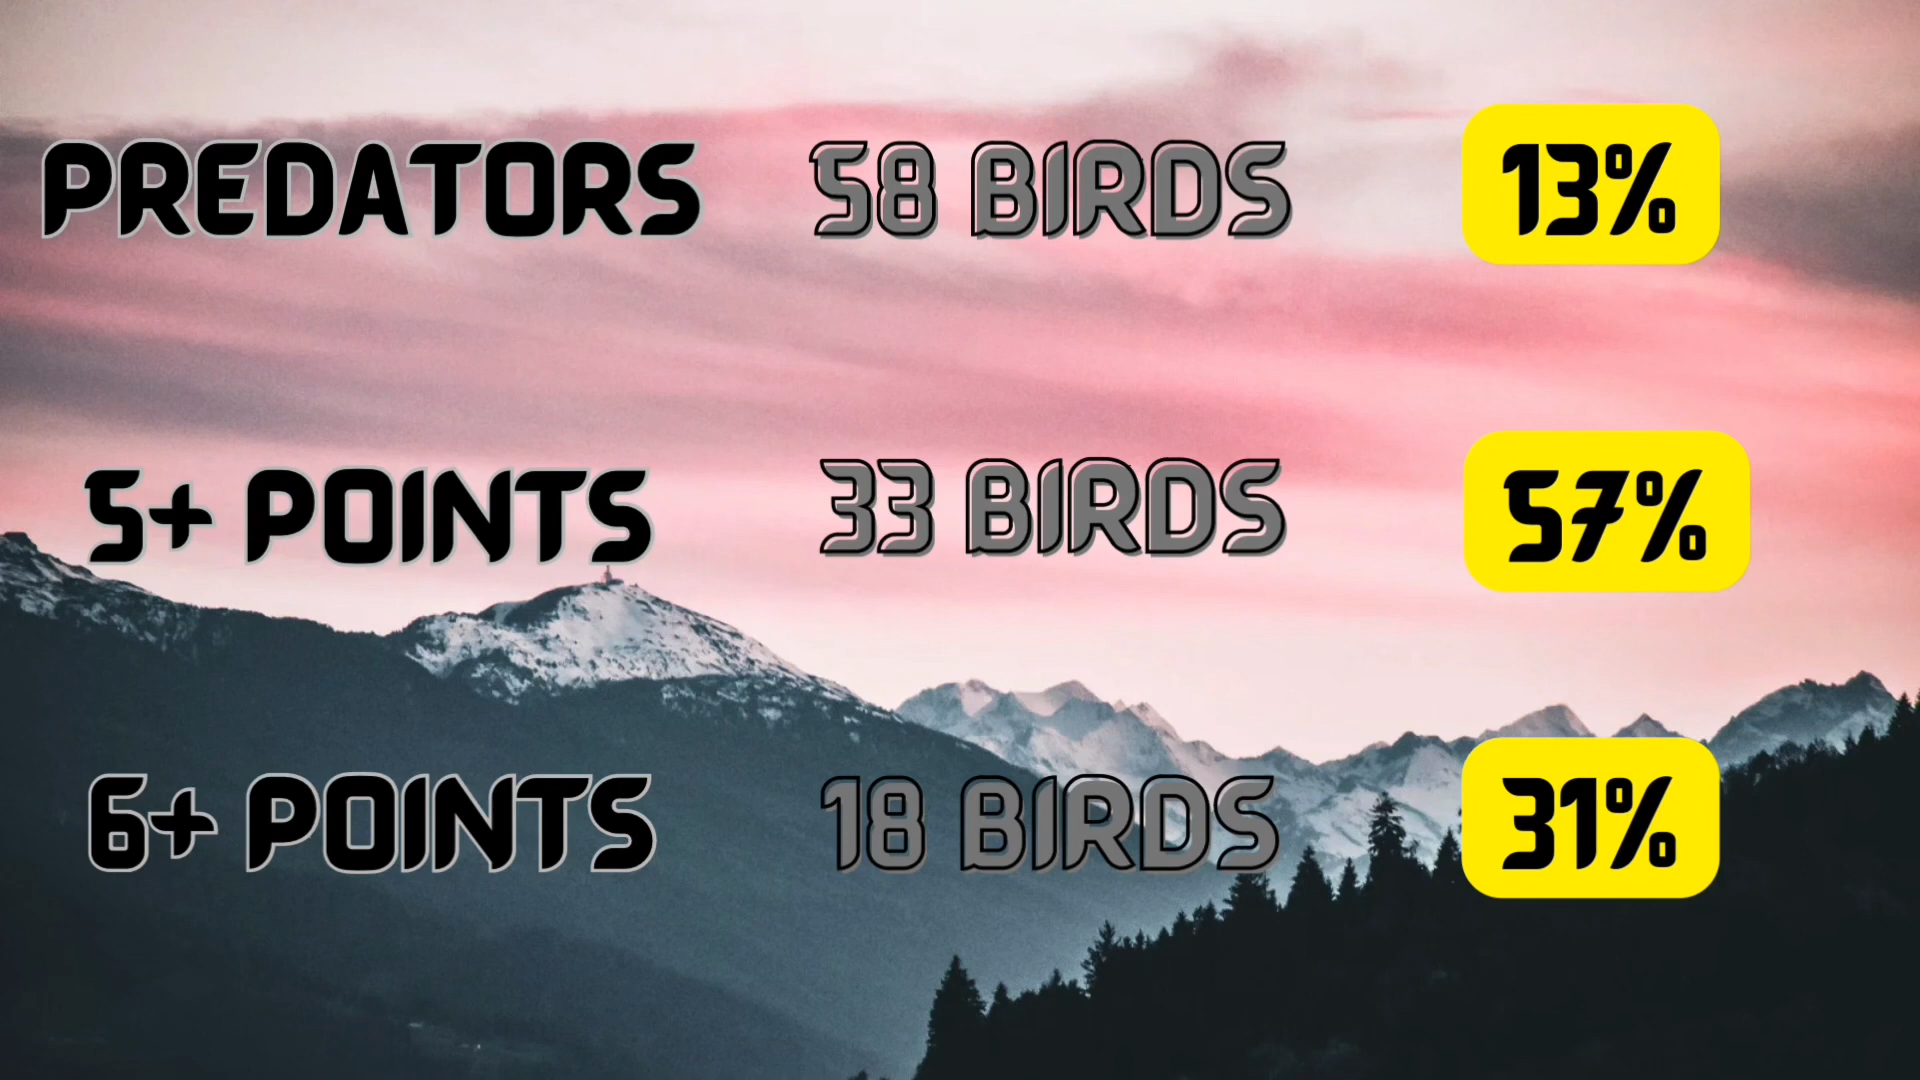 PREDATORS 58 BIRDS 13%
5+ POINTS 33 BIRDS 57%
6+ POINTS 18 BIRDS 31%